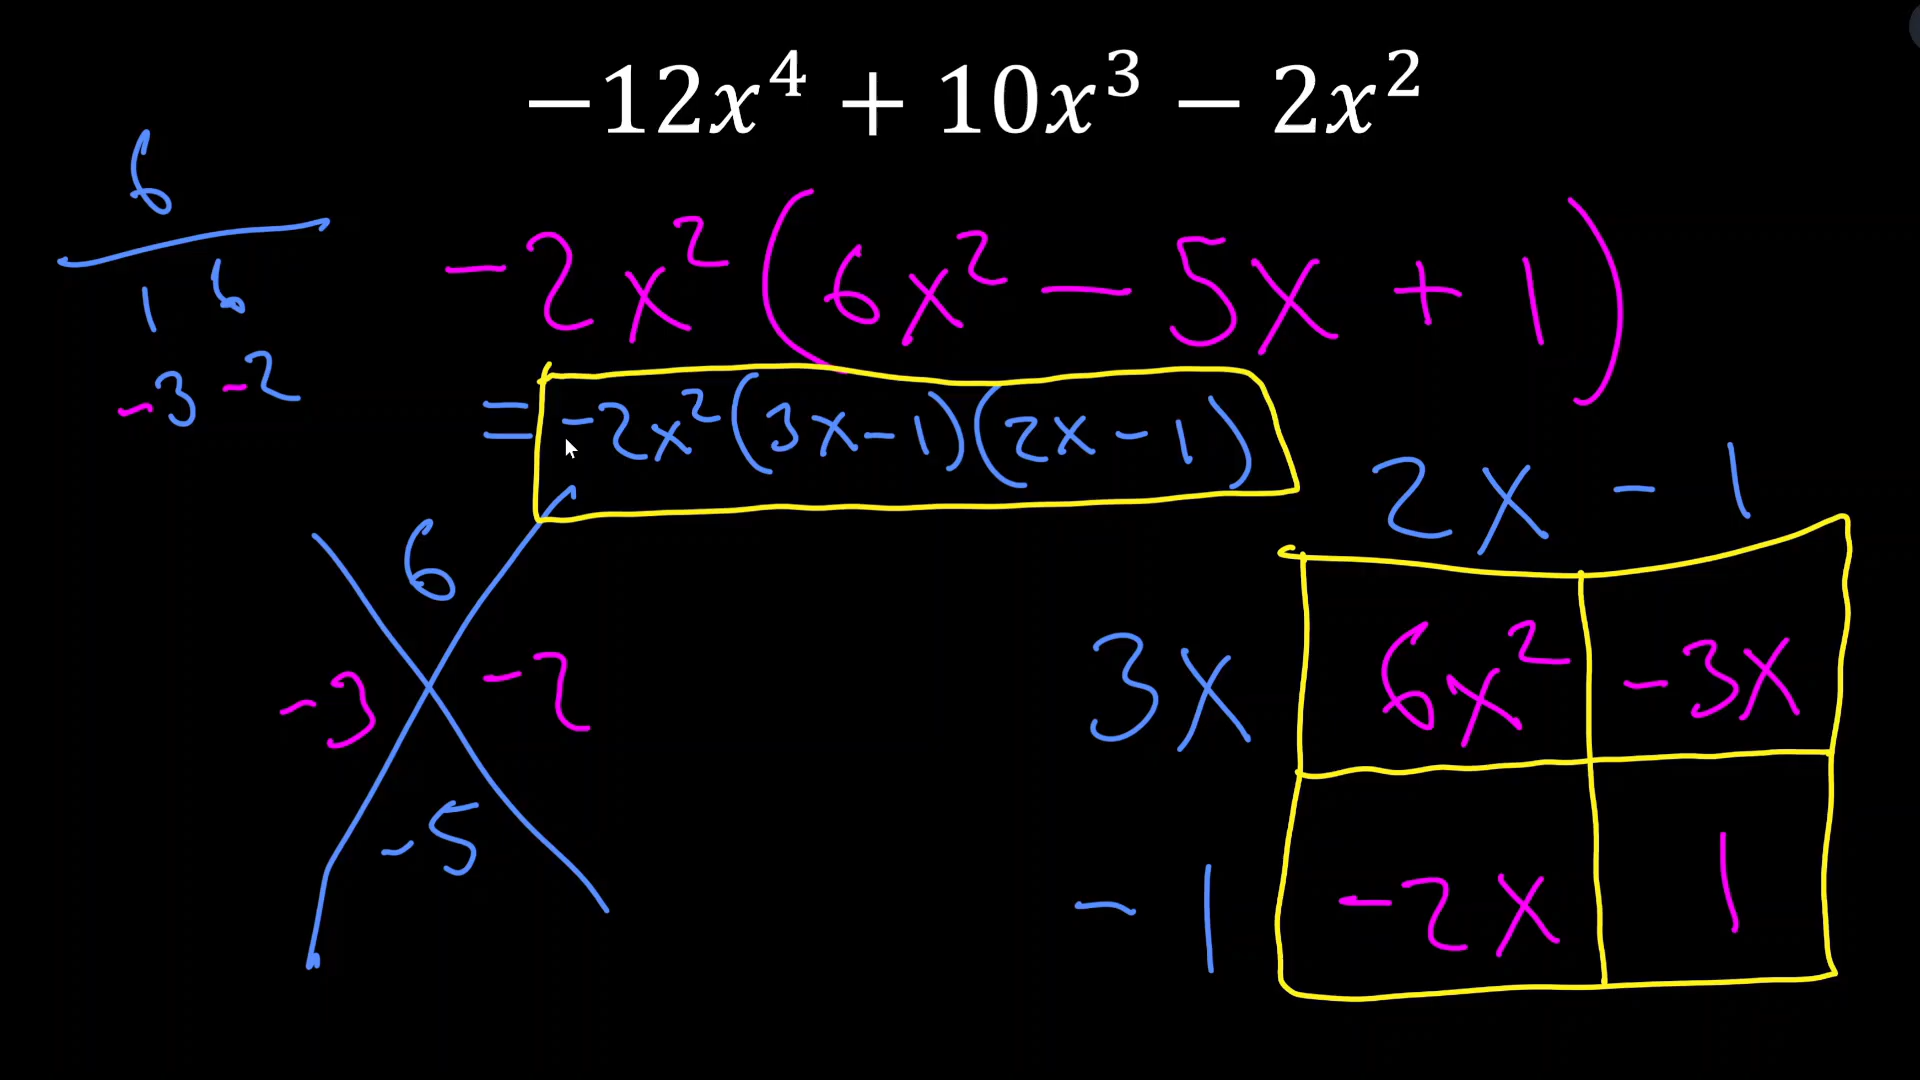 −12x⁴ + 10x³ − 2x²
6
1 6
-3 -2
-2x²(6x² - 5x + 1)
= -2x²(3x - 1)(2x - 1)
6
-3 -2
-5
2x - 1
3x 6x² -3x
-1 -2x 1